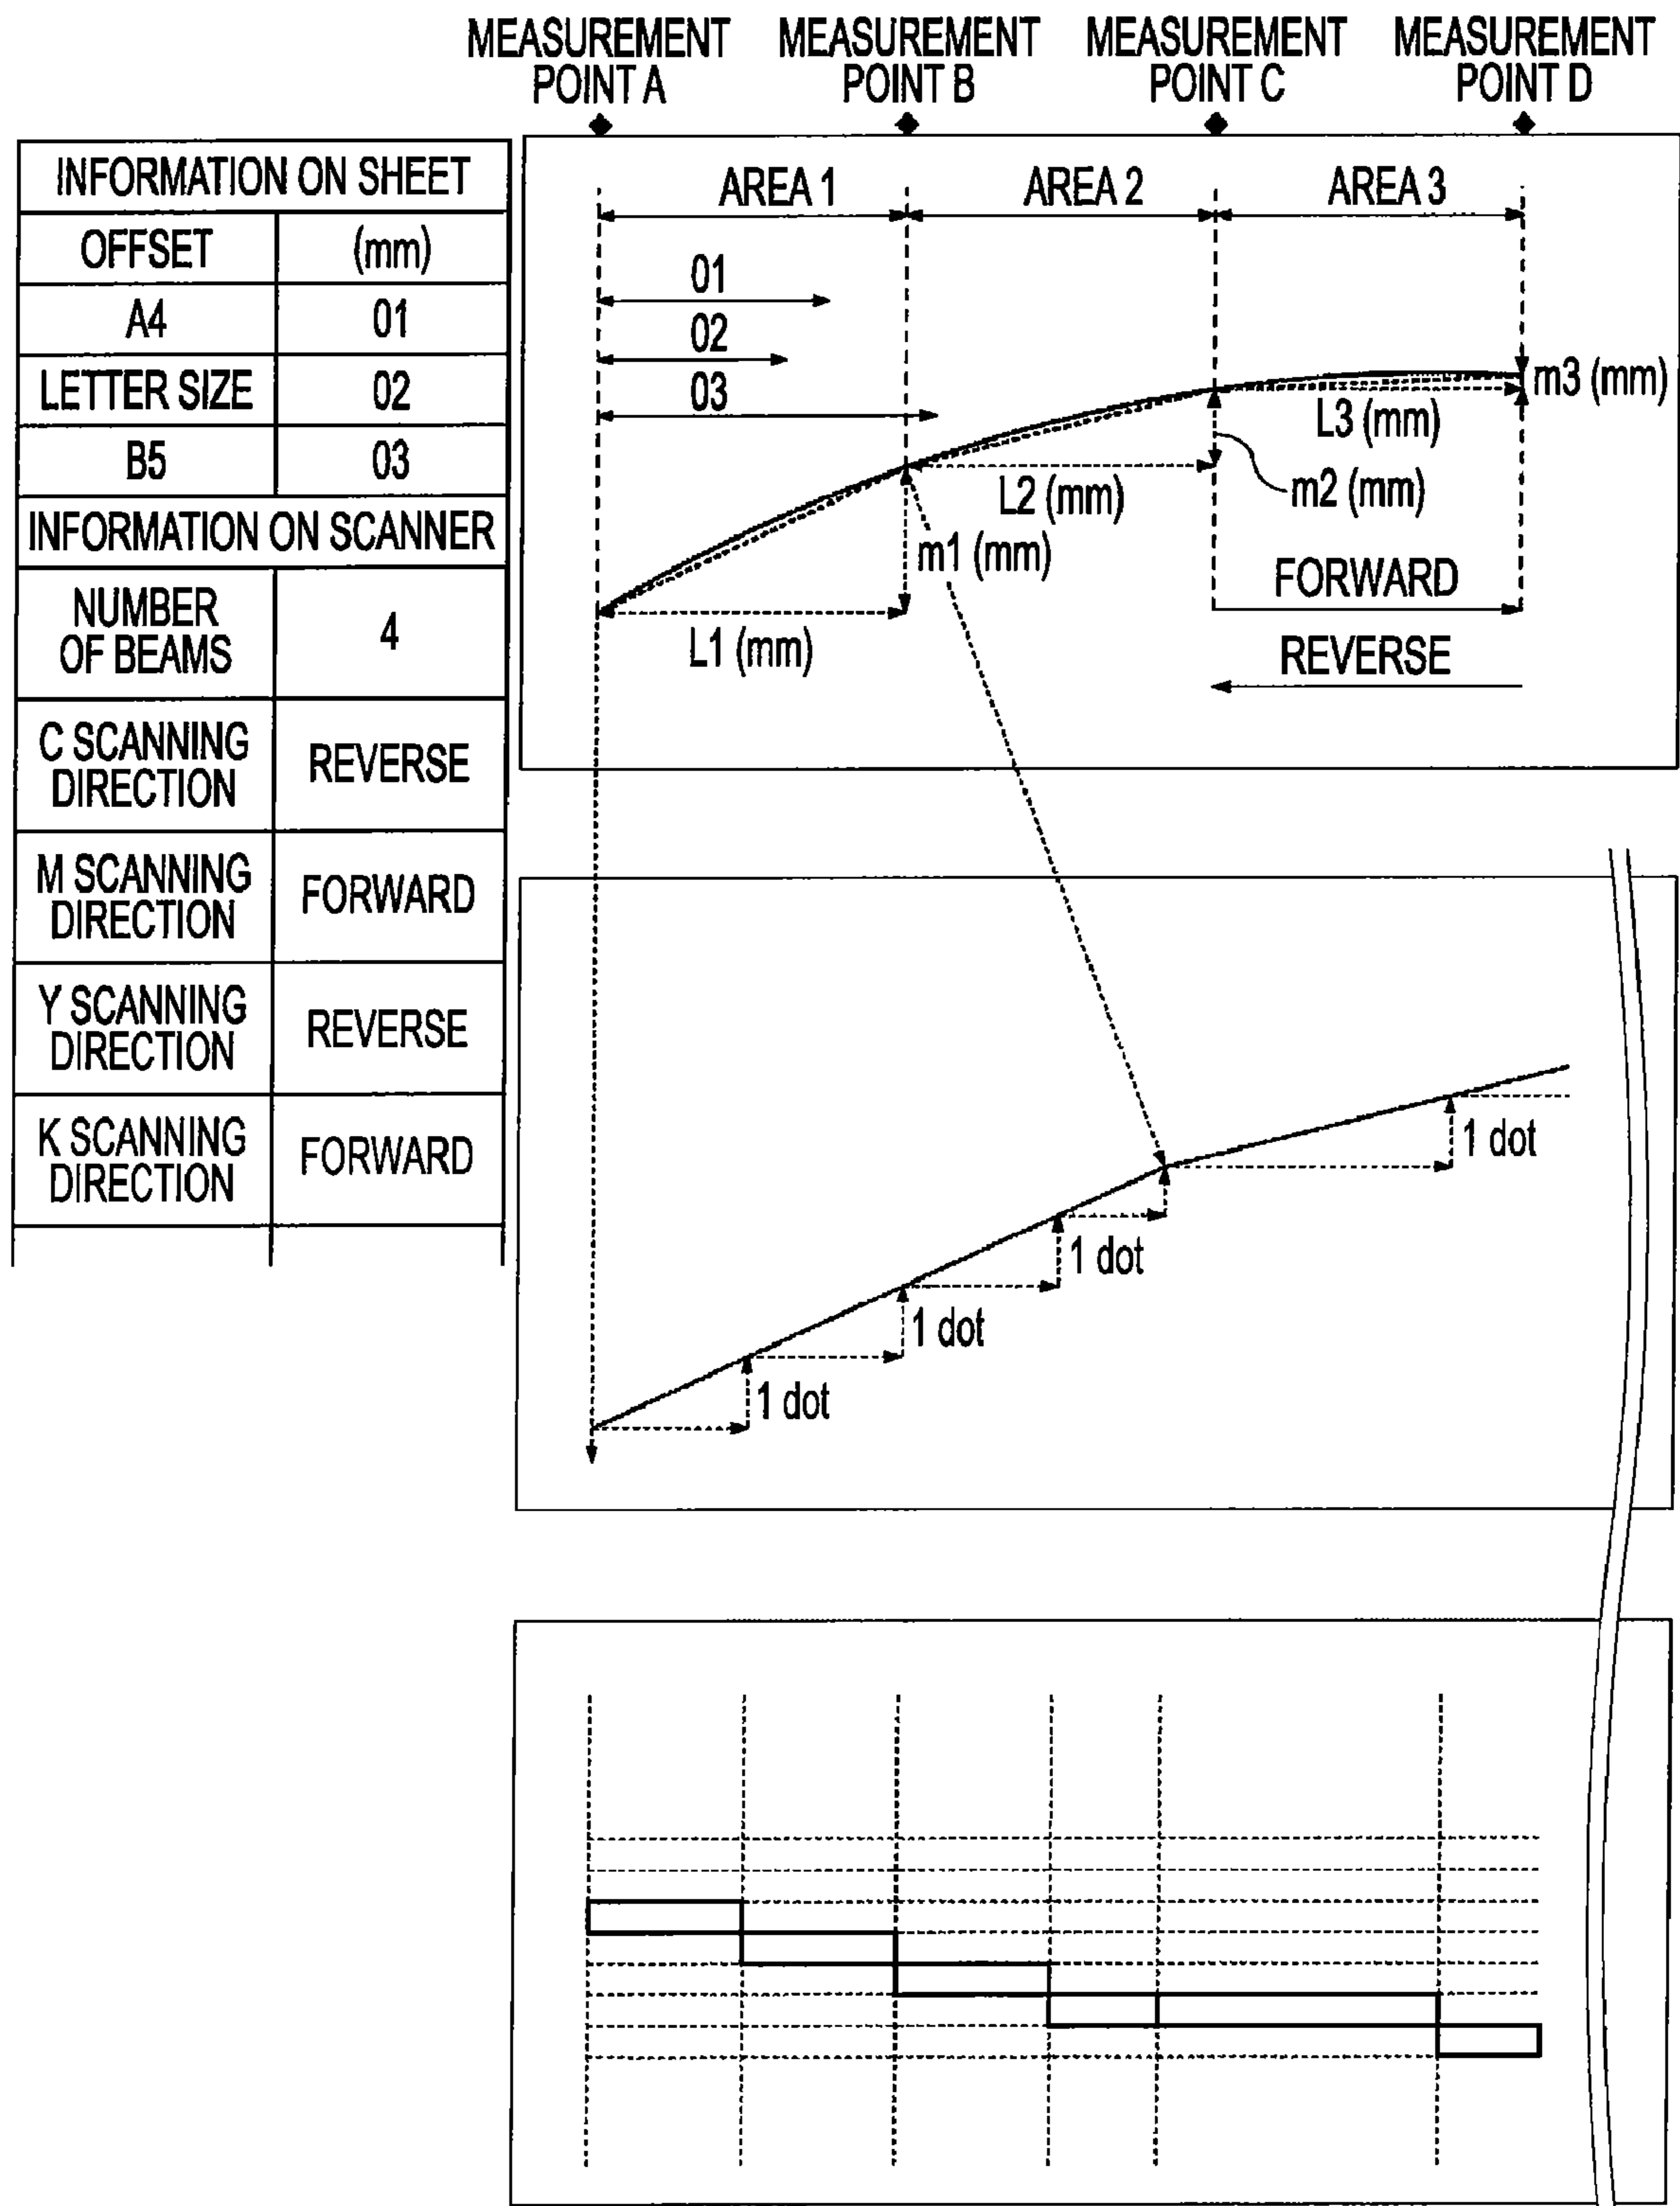 MEASUREMENT POINT A
MEASUREMENT POINT B
MEASUREMENT POINT C
MEASUREMENT POINT D
INFORMATION ON SHEET
OFFSET (mm)
A4 01
LETTER SIZE 02
B5 03
INFORMATION ON SCANNER
NUMBER
OF BEAMS
4
C SCANNING
DIRECTION
REVERSE
M SCANNING
DIRECTION
FORWARD
Y SCANNING
DIRECTION
REVERSE
K SCANNING
DIRECTION
FORWARD
AREA 1
AREA 2
AREA 3
01
02
03
m3 (mm)
L3 (mm)
L2 (mm)
m2 (mm)
m1 (mm)
FORWARD
L1 (mm)
REVERSE
1 dot
1 dot
1 dot
1 dot